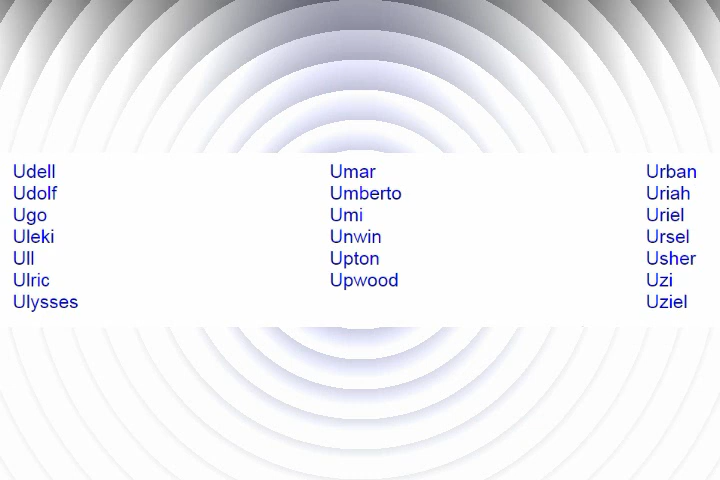 Udell
Udolf
Ugo
Uleki
Ull
Ulric
Ulysses
Umar
Umberto
Umi
Unwin
Upton
Upwood
Urban
Uriah
Uriel
Ursel
Usher
Uzi
Uziel